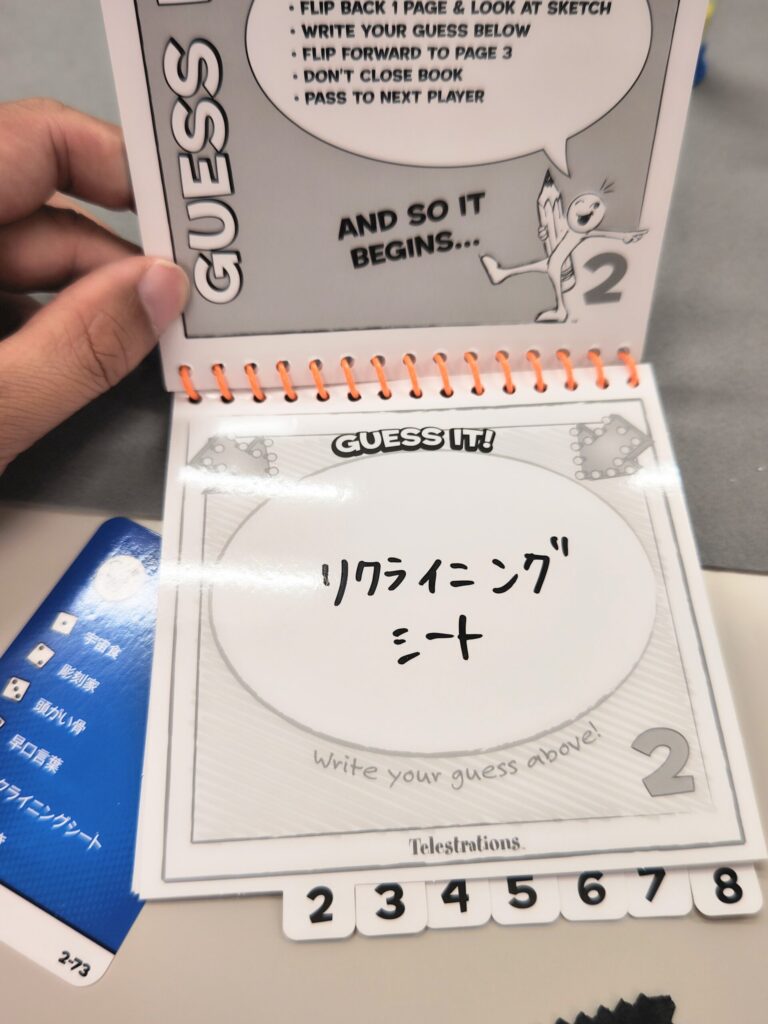 • FLIP BACK 1 PAGE & LOOK AT SKETCH
• WRITE YOUR GUESS BELOW
• FLIP FORWARD TO PAGE 3
• DON'T CLOSE BOOK
• PASS TO NEXT PLAYER
GUESS
AND SO IT
BEGINS...
2
GUESS IT!
リクライニング
シート
Write your guess above!
2
Telestrations
2 3 4 5 6 7 8
宇宙食
彫刻家
頭がい骨
早口言葉
クライニングシート
2-73